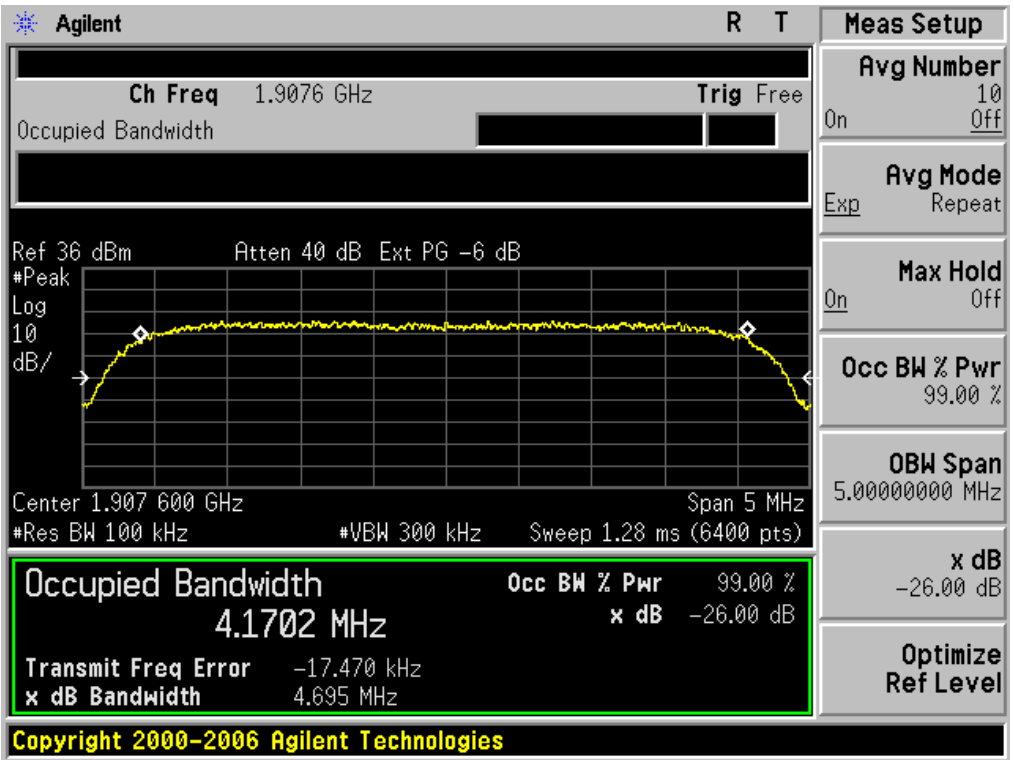 Agilent R T
Ch Freq 1.9076 GHz Trig Free
Occupied Bandwidth
Ref 36 dBm Atten 40 dB Ext PG -6 dB
#Peak
Log
10
dB/
Center 1.907 600 GHz Span 5 MHz
#Res BW 100 kHz #VBW 300 kHz Sweep 1.28 ms (6400 pts)
Occupied Bandwidth Occ BW % Pwr 99.00 %
4.1702 MHz x dB -26.00 dB
Transmit Freq Error -17.470 kHz
x dB Bandwidth 4.695 MHz
Copyright 2000-2006 Agilent Technologies
Meas Setup
Avg Number
10
On Off
Avg Mode
Exp Repeat
Max Hold
On Off
Occ BW % Pwr
99.00 %
OBW Span
5.00000000 MHz
x dB
-26.00 dB
Optimize
Ref Level